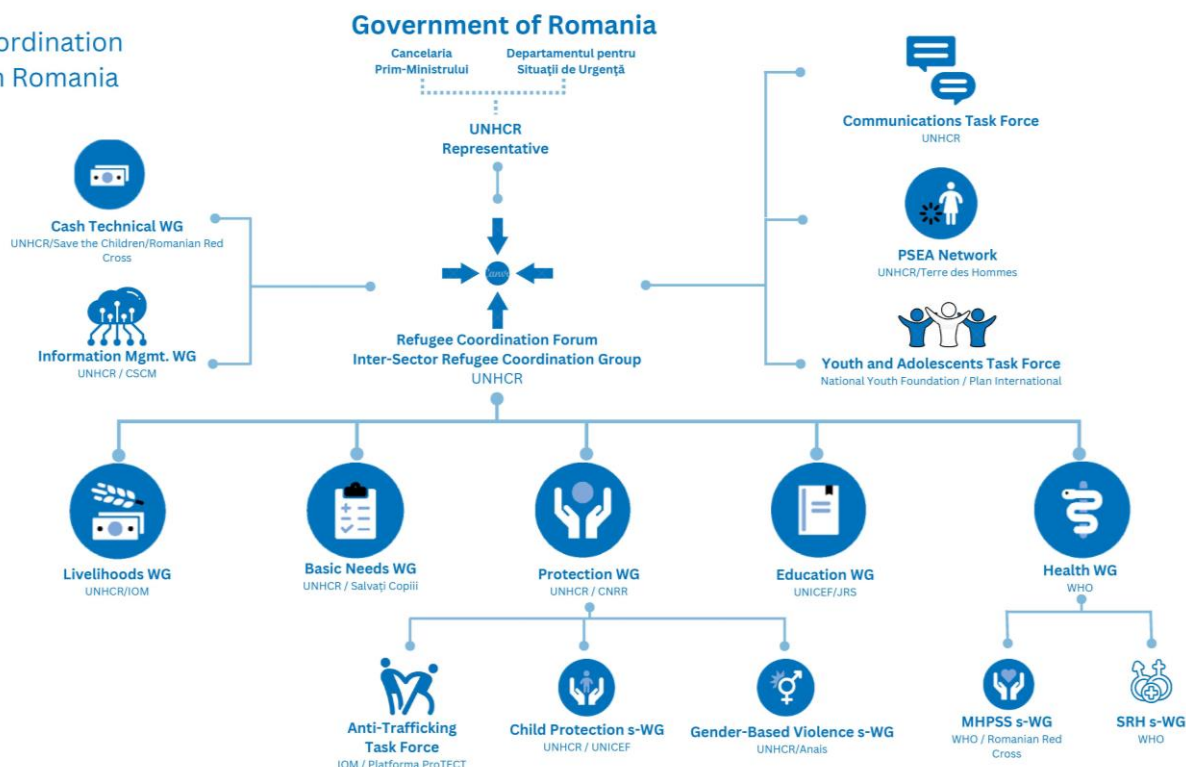 ordination
n Romania
Government of Romania
Cancelaria
Prim-Ministrului
Departamentul pentru
Situații de Urgență
UNHCR
Representative
Cash Technical WG
UNHCR/Save the Children/Romanian Red
Cross
Information Mgmt. WG
UNHCR / CSCM
Canva
Refugee Coordination Forum
Inter-Sector Refugee Coordination Group
UNHCR
Communications Task Force
UNHCR
PSEA Network
UNHCR/Terre des Hommes
Youth and Adolescents Task Force
National Youth Foundation / Plan International
Livelihoods WG
UNHCR/IOM
Basic Needs WG
UNHCR / Salvați Copiii
Protection WG
UNHCR / CNRR
Education WG
UNICEF/JRS
Health WG
WHO
Anti-Trafficking
Task Force
IOM / Platforma ProTECT
Child Protection s-WG
UNHCR / UNICEF
Gender-Based Violence s-WG
UNHCR/Anais
MHPSS s-WG
WHO / Romanian Red
Cross
SRH s-WG
WHO